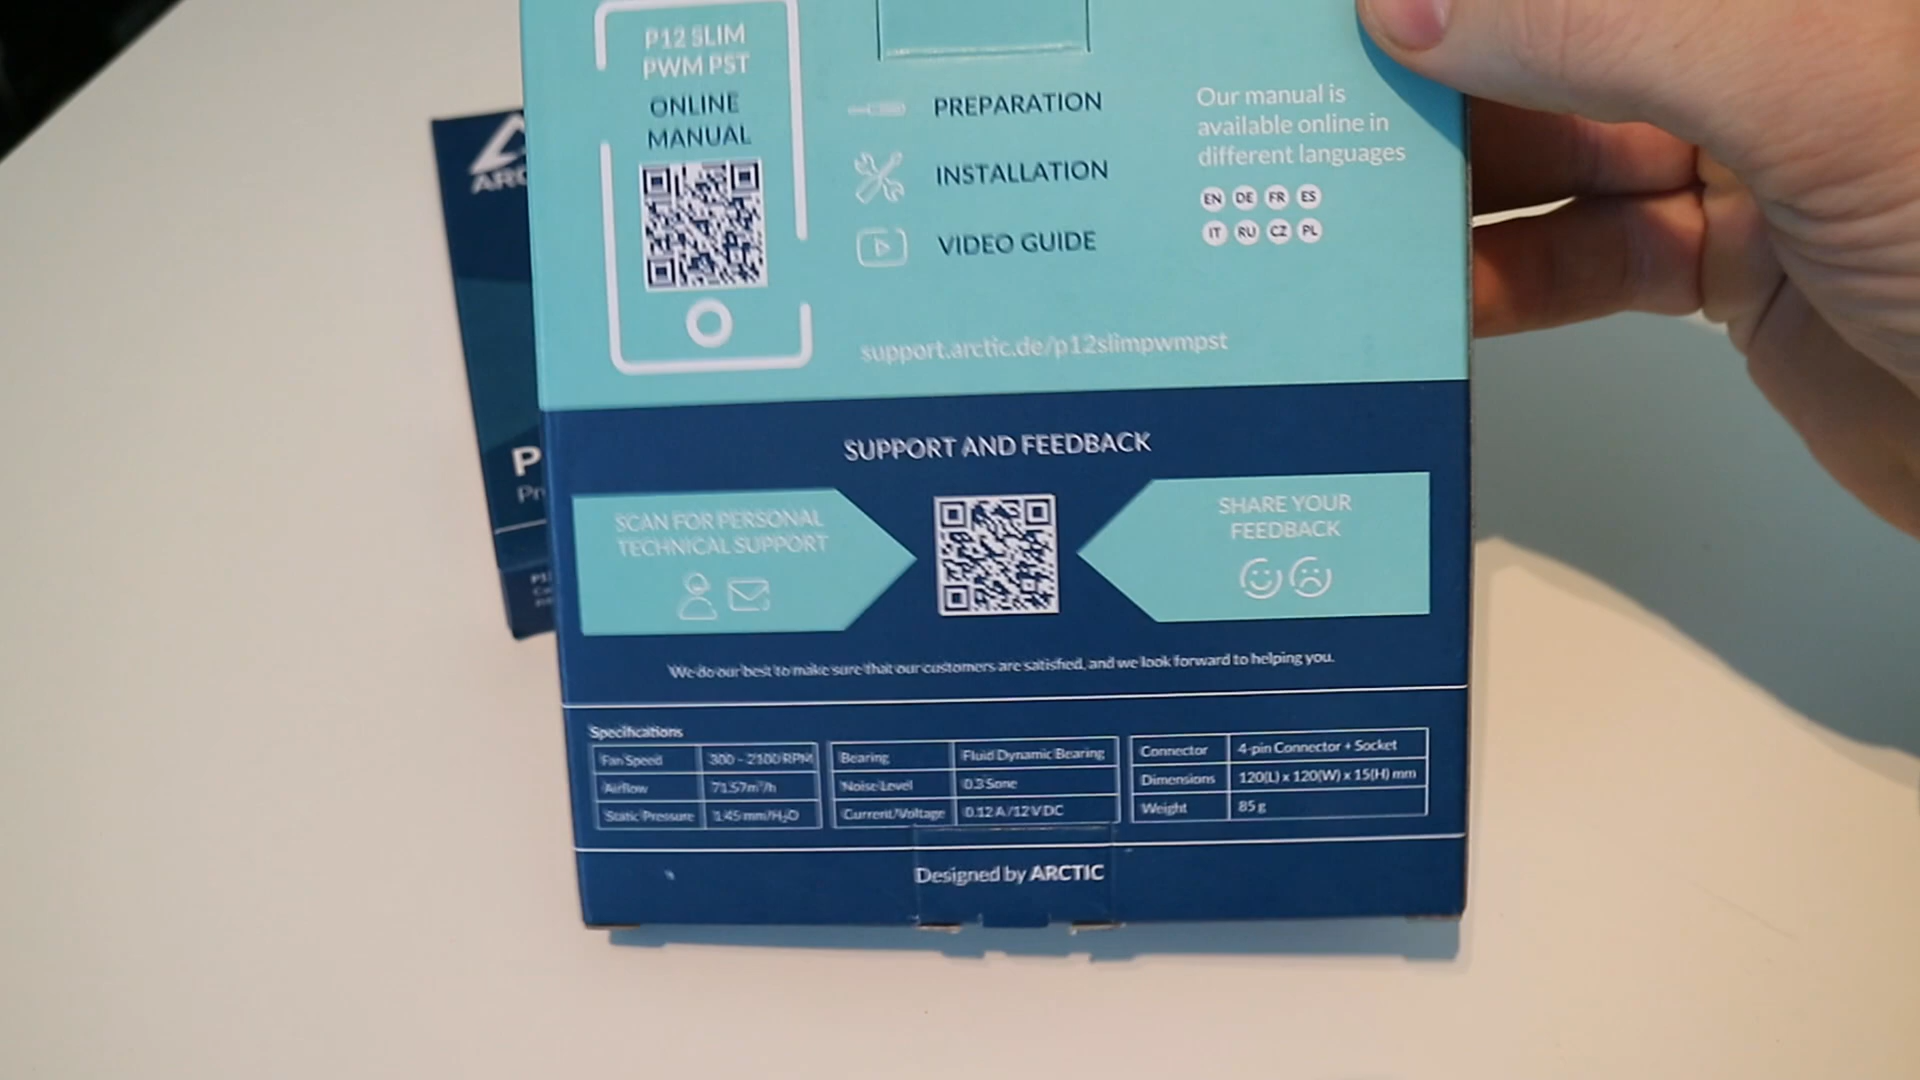 P12 SLIM
PWM PST
ONLINE
MANUAL
PREPARATION
INSTALLATION
VIDEO GUIDE
Our manual is
available online in
different languages
EN DE FR ES
IT RU CZ PL
support.arctic.de/p12slimpwmpst
SUPPORT AND FEEDBACK
SCAN FOR PERSONAL
TECHNICAL SUPPORT
SHARE YOUR
FEEDBACK
We do our best to make sure that our customers are satisfied, and we look forward to helping you.
Specifications
Fan Speed 300 - 2100 RPM
Airflow 71.57 m³/h
Static Pressure 1.45 mm/H₂O
Bearing Fluid Dynamic Bearing
Noise Level 0.3 Sone
Current/Voltage 0.12 A /12 V DC
Connector 4-pin Connector + Socket
Dimensions 120(L) x 120(W) x 15(H) mm
Weight 85 g
Designed by ARCTIC